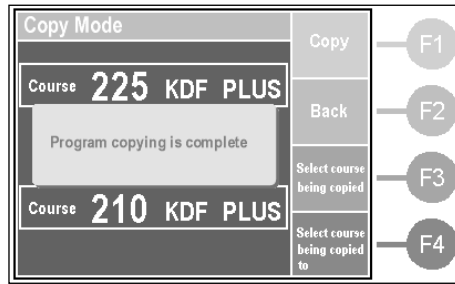 Copy Mode
Copy
F1
Course 225 KDF PLUS
Back
F2
Program copying is complete
Select course
being copied
F3
Course 210 KDF PLUS
Select course
being copied
to
F4